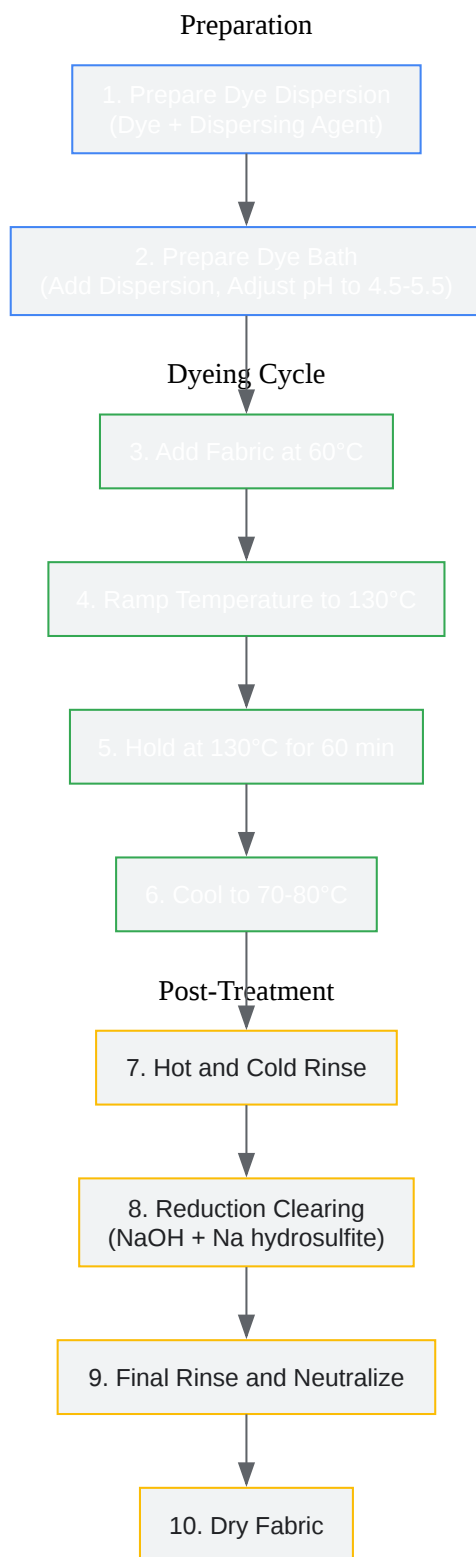 Preparation
1. Prepare Dye Dispersion
(Dye + Dispersing Agent)
2. Prepare Dye Bath
(Add Dispersion, Adjust pH to 4.5-5.5)
Dyeing Cycle
3. Add Fabric at 60°C
4. Ramp Temperature to 130°C
5. Hold at 130°C for 60 min
6. Cool to 70-80°C
Post-Treatment
7. Hot and Cold Rinse
8. Reduction Clearing
(NaOH + Na hydrosulfite)
9. Final Rinse and Neutralize
10. Dry Fabric